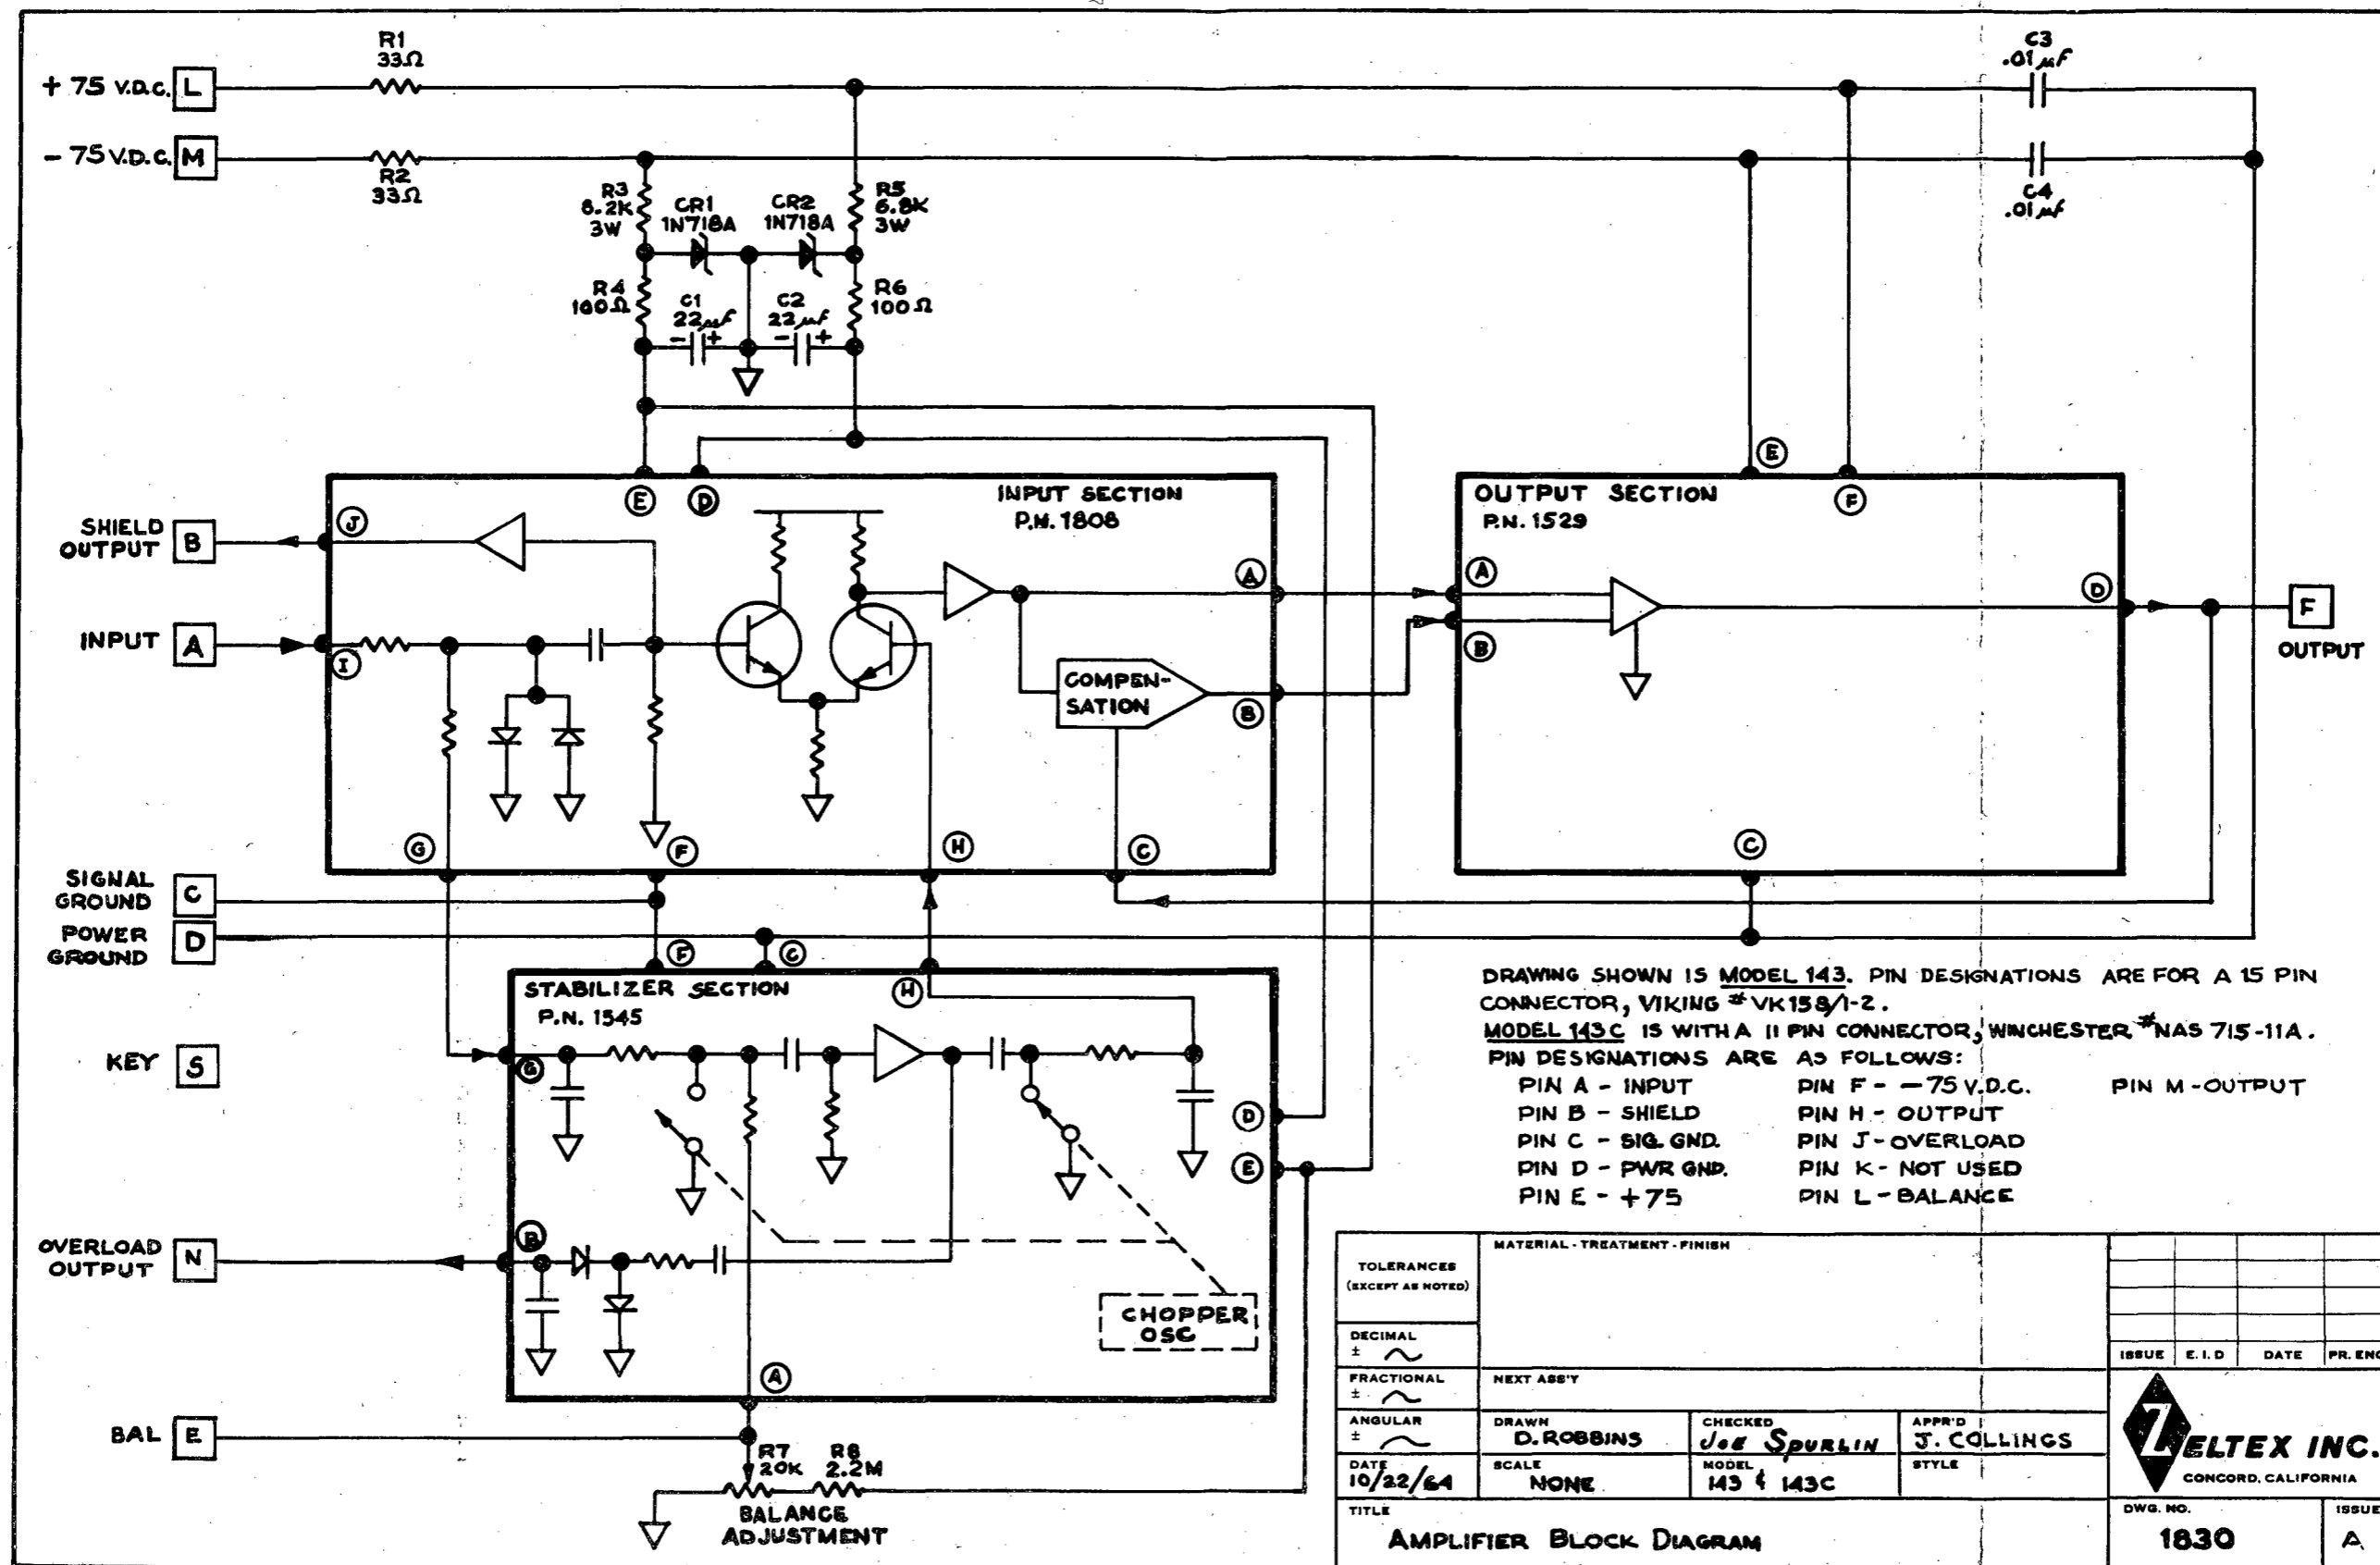 R1
33Ω
+ 75 V.D.C. L
- 75 V.D.C. M
R2
33Ω
C3
.01 μF
C4
.01 μF
R3
8.2K
3W
CR1
1N718A
CR2
1N718A
R5
6.8K
3W
R4
100Ω
C1
22μF
C2
22μF
R6
100Ω
- +
- +
E
D
INPUT SECTION
P.N. 1808
E
F
OUTPUT SECTION
P.N. 1529
SHIELD
OUTPUT
B
J
A
A
D
F
OUTPUT
INPUT
A
I
B
COMPEN-
SATION
B
G
F
H
C
C
SIGNAL
GROUND
C
POWER
GROUND
D
F
C
H
STABILIZER SECTION
P.N. 1545
KEY
S
G
D
E
OVERLOAD
OUTPUT
N
B
CHOPPER
OSC
A
BAL
E
R7
20K
R8
2.2M
BALANCE
ADJUSTMENT
DRAWING SHOWN IS MODEL 143. PIN DESIGNATIONS ARE FOR A 15 PIN
CONNECTOR, VIKING #VK15S/1-2.
MODEL 143C IS WITH A 11 PIN CONNECTOR, WINCHESTER #NAS 715-11A.
PIN DESIGNATIONS ARE AS FOLLOWS:
PIN A - INPUT PIN F - -75 V.D.C. PIN M - OUTPUT
PIN B - SHIELD PIN H - OUTPUT
PIN C - SIG. GND. PIN J - OVERLOAD
PIN D - PWR GND. PIN K - NOT USED
PIN E - +75 PIN L - BALANCE
TOLERANCES
(EXCEPT AS NOTED)
MATERIAL - TREATMENT - FINISH
DECIMAL
±
FRACTIONAL
±
ANGULAR
±
NEXT ASS'Y
ISSUE E.I.D DATE PR. ENG
DRAWN
D. ROBBINS
CHECKED
JOE SPURLIN
APPR'D
J. COLLINGS
DATE
10/22/64
SCALE
NONE
MODEL
143 & 143C
STYLE
ZELTEX INC.
CONCORD, CALIFORNIA
TITLE
AMPLIFIER BLOCK DIAGRAM
DWG. NO.
1830
ISSUE
A